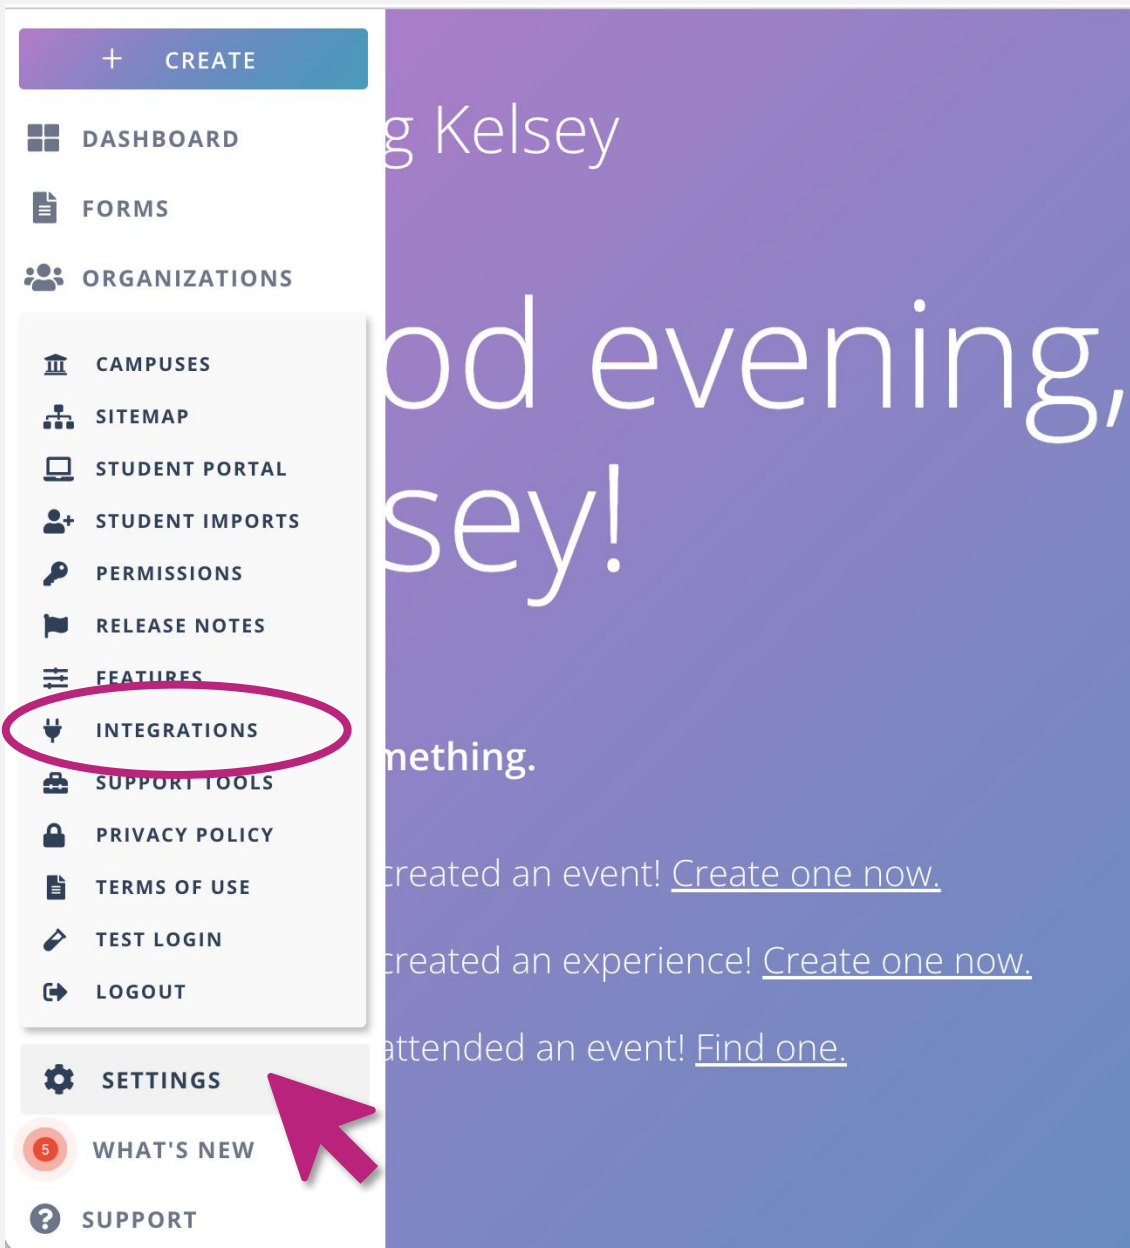 + CREATE
DASHBOARD
FORMS
ORGANIZATIONS
CAMPUSES
SITEMAP
STUDENT PORTAL
STUDENT IMPORTS
PERMISSIONS
RELEASE NOTES
FEATURES
INTEGRATIONS
SUPPORT TOOLS
PRIVACY POLICY
TERMS OF USE
TEST LOGIN
LOGOUT
SETTINGS
5 WHAT'S NEW
SUPPORT
g Kelsey
od evening,
sey!
mething.
created an event! Create one now.
created an experience! Create one now.
attended an event! Find one.